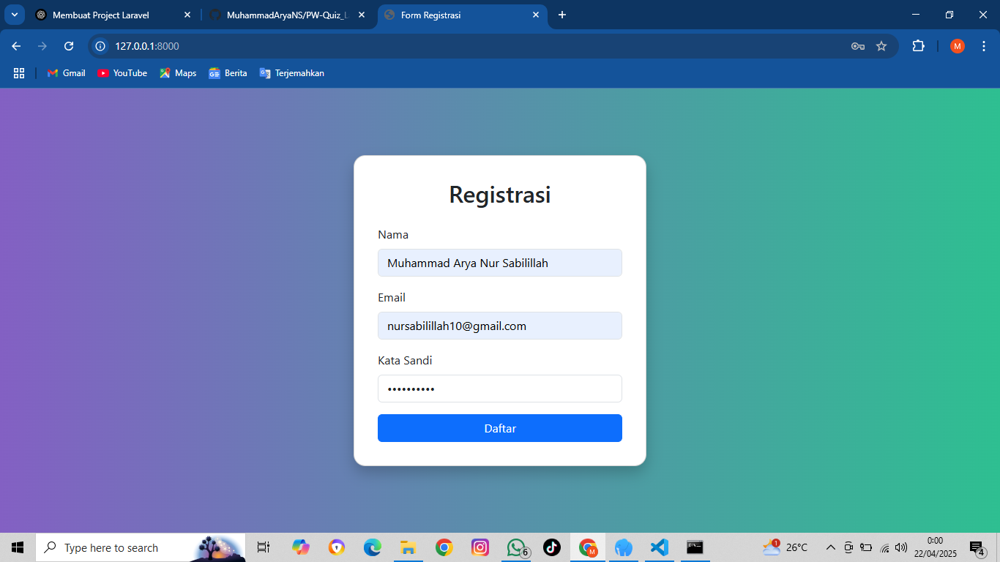 Membuat Project Laravel
MuhammadAryaNS/PW-Quiz_L
Form Registrasi
127.0.0.1:8000
M
Gmail
YouTube
Maps
Berita
Terjemahkan
Registrasi
Nama
Muhammad Arya Nur Sabilillah
Email
nursabilillah10@gmail.com
Kata Sandi
••••••••••
Daftar
Type here to search
6
M
1
26°C
0:00
22/04/2025
4